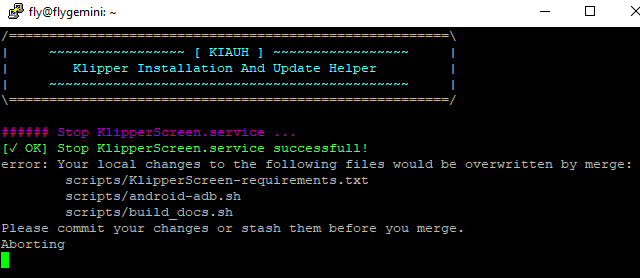 fly@flygemini: ~
/=======================================================\
|     ~~~~~~~~~~~~~~~~~ [ KIAUH ] ~~~~~~~~~~~~~~~~~     |
|        Klipper Installation And Update Helper         |
|     ~~~~~~~~~~~~~~~~~~~~~~~~~~~~~~~~~~~~~~~~~~~~~     |
\=======================================================/
###### Stop KlipperScreen.service ...
[✓ OK] Stop KlipperScreen.service successfull!
error: Your local changes to the following files would be overwritten by merge:
        scripts/KlipperScreen-requirements.txt
        scripts/android-adb.sh
        scripts/build_docs.sh
Please commit your changes or stash them before you merge.
Aborting